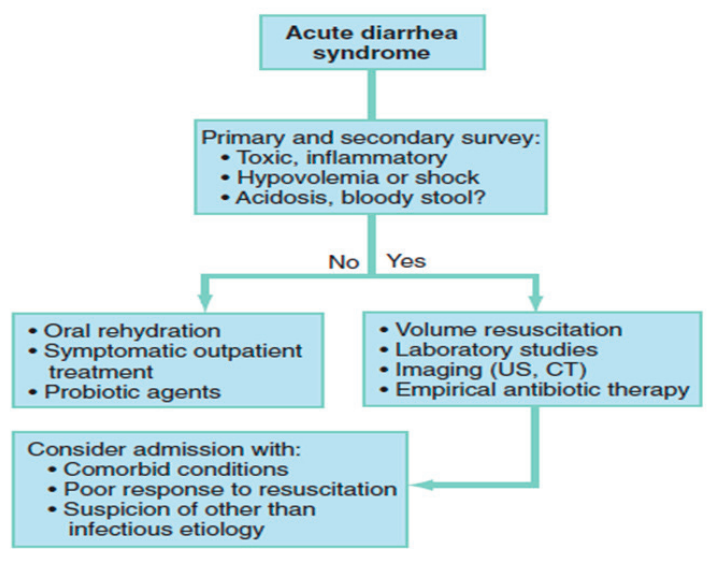 Acute diarrhea
syndrome
Primary and secondary survey:
• Toxic, inflammatory
• Hypovolemia or shock
• Acidosis, bloody stool?
No
Yes
• Oral rehydration
• Symptomatic outpatient
treatment
• Probiotic agents
• Volume resuscitation
• Laboratory studies
• Imaging (US, CT)
• Empirical antibiotic therapy
Consider admission with:
• Comorbid conditions
• Poor response to resuscitation
• Suspicion of other than
infectious etiology